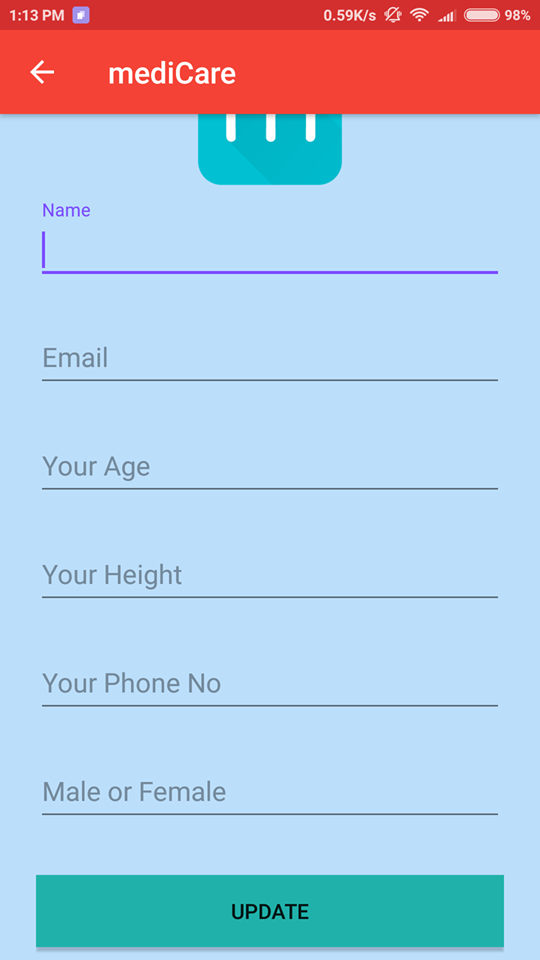 1:13 PM 0.59K/s 98%
mediCare
m
Name
Email
Your Age
Your Height
Your Phone No
Male or Female
UPDATE